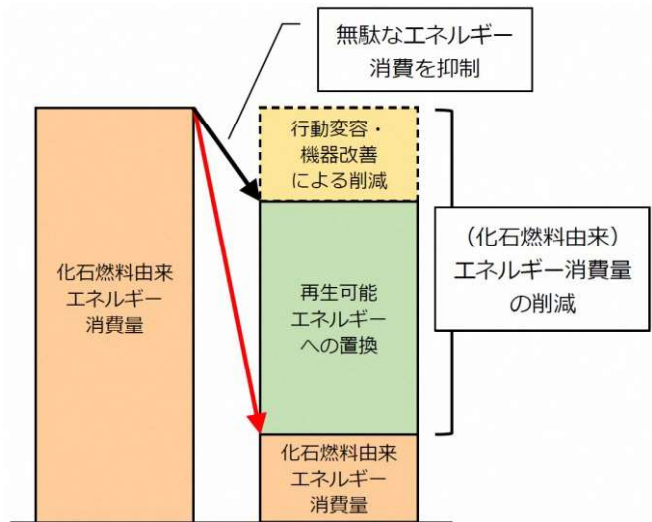 無駄なエネルギー
消費を抑制
行動変容・
機器改善
による削減
化石燃料由来
エネルギー
消費量
再生可能
エネルギー
への置換
（化石燃料由来）
エネルギー消費量
の削減
化石燃料由来
エネルギー
消費量